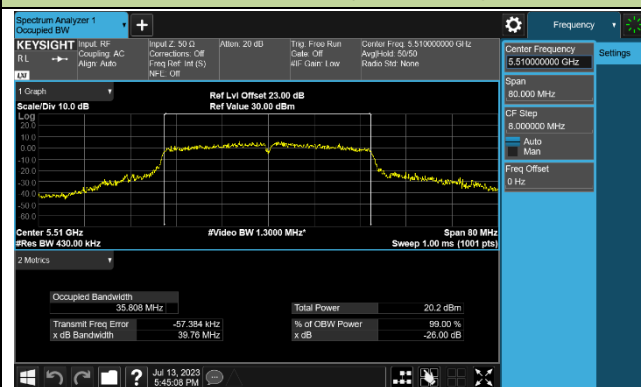 Spectrum Analyzer 1
Occupied BW
Frequency
KEYSIGHT
RL
LXI
Input: RF
Coupling: AC
Align: Auto
Input Z: 50 Ω
Corrections: Off
Freq Ref: Int (S)
NFE: Off
Atten: 20 dB
Trig: Free Run
Gate: Off
#IF Gain: Low
Center Freq: 5.510000000 GHz
Avg|Hold: 50/50
Radio Std: None
Center Frequency
5.510000000 GHz
Settings
Span
80.000 MHz
CF Step
8.000000 MHz
Auto
Man
Freq Offset
0 Hz
1 Graph
Scale/Div 10.0 dB
Ref Lvl Offset 23.00 dB
Ref Value 30.00 dBm
Log
20.0
10.0
0.00
-10.0
-20.0
-30.0
-40.0
-50.0
-60.0
Center 5.51 GHz
#Res BW 430.00 kHz
#Video BW 1.3000 MHz*
Span 80 MHz
Sweep 1.00 ms (1001 pts)
2 Metrics
Occupied Bandwidth
35.808 MHz
Total Power
20.2 dBm
Transmit Freq Error
-57.384 kHz
% of OBW Power
99.00 %
x dB Bandwidth
39.76 MHz
x dB
-26.00 dB
Jul 13, 2023
5:45:08 PM